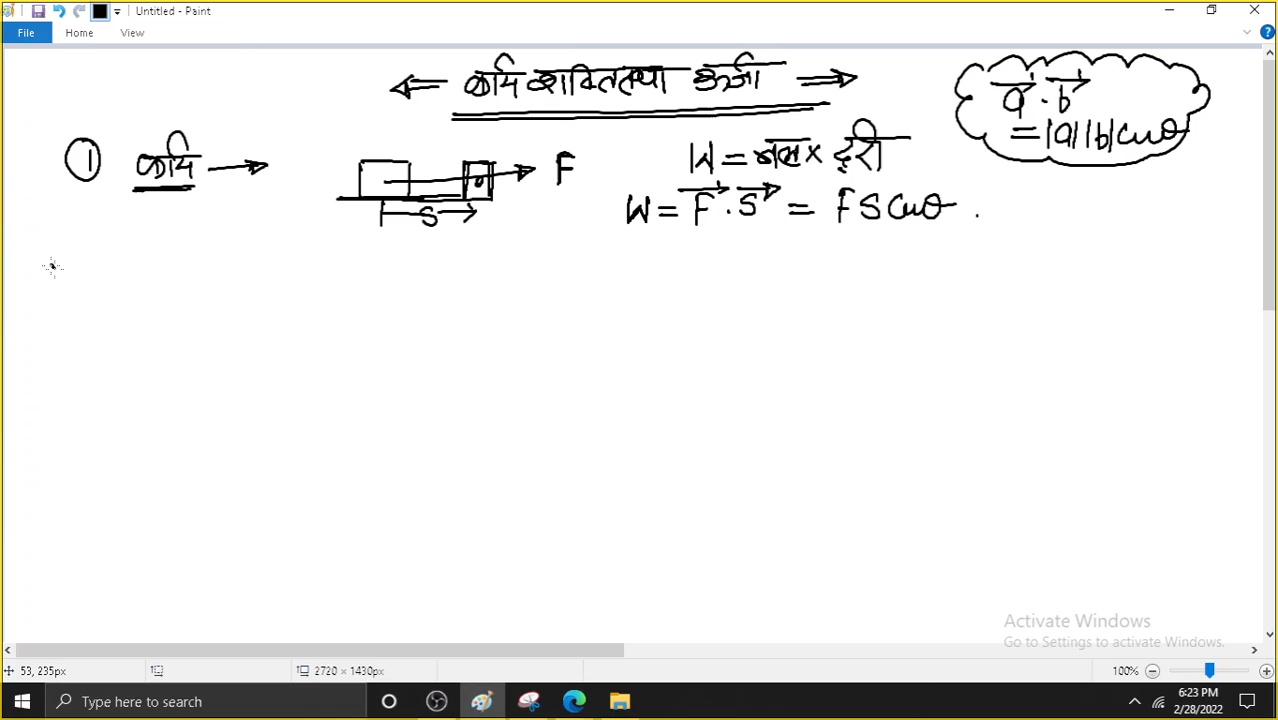 Untitled - Paint
File Home View
कार्य शक्ति तथा ऊर्जा
a . b
= |a| |b| cosθ
① कार्य
F
S
W = बल × दूरी
W = F . S = F S cosθ .
Activate Windows
Go to Settings to activate Windows.
53, 235px
2720 × 1430px
100%
Type here to search
6:23 PM
2/28/2022